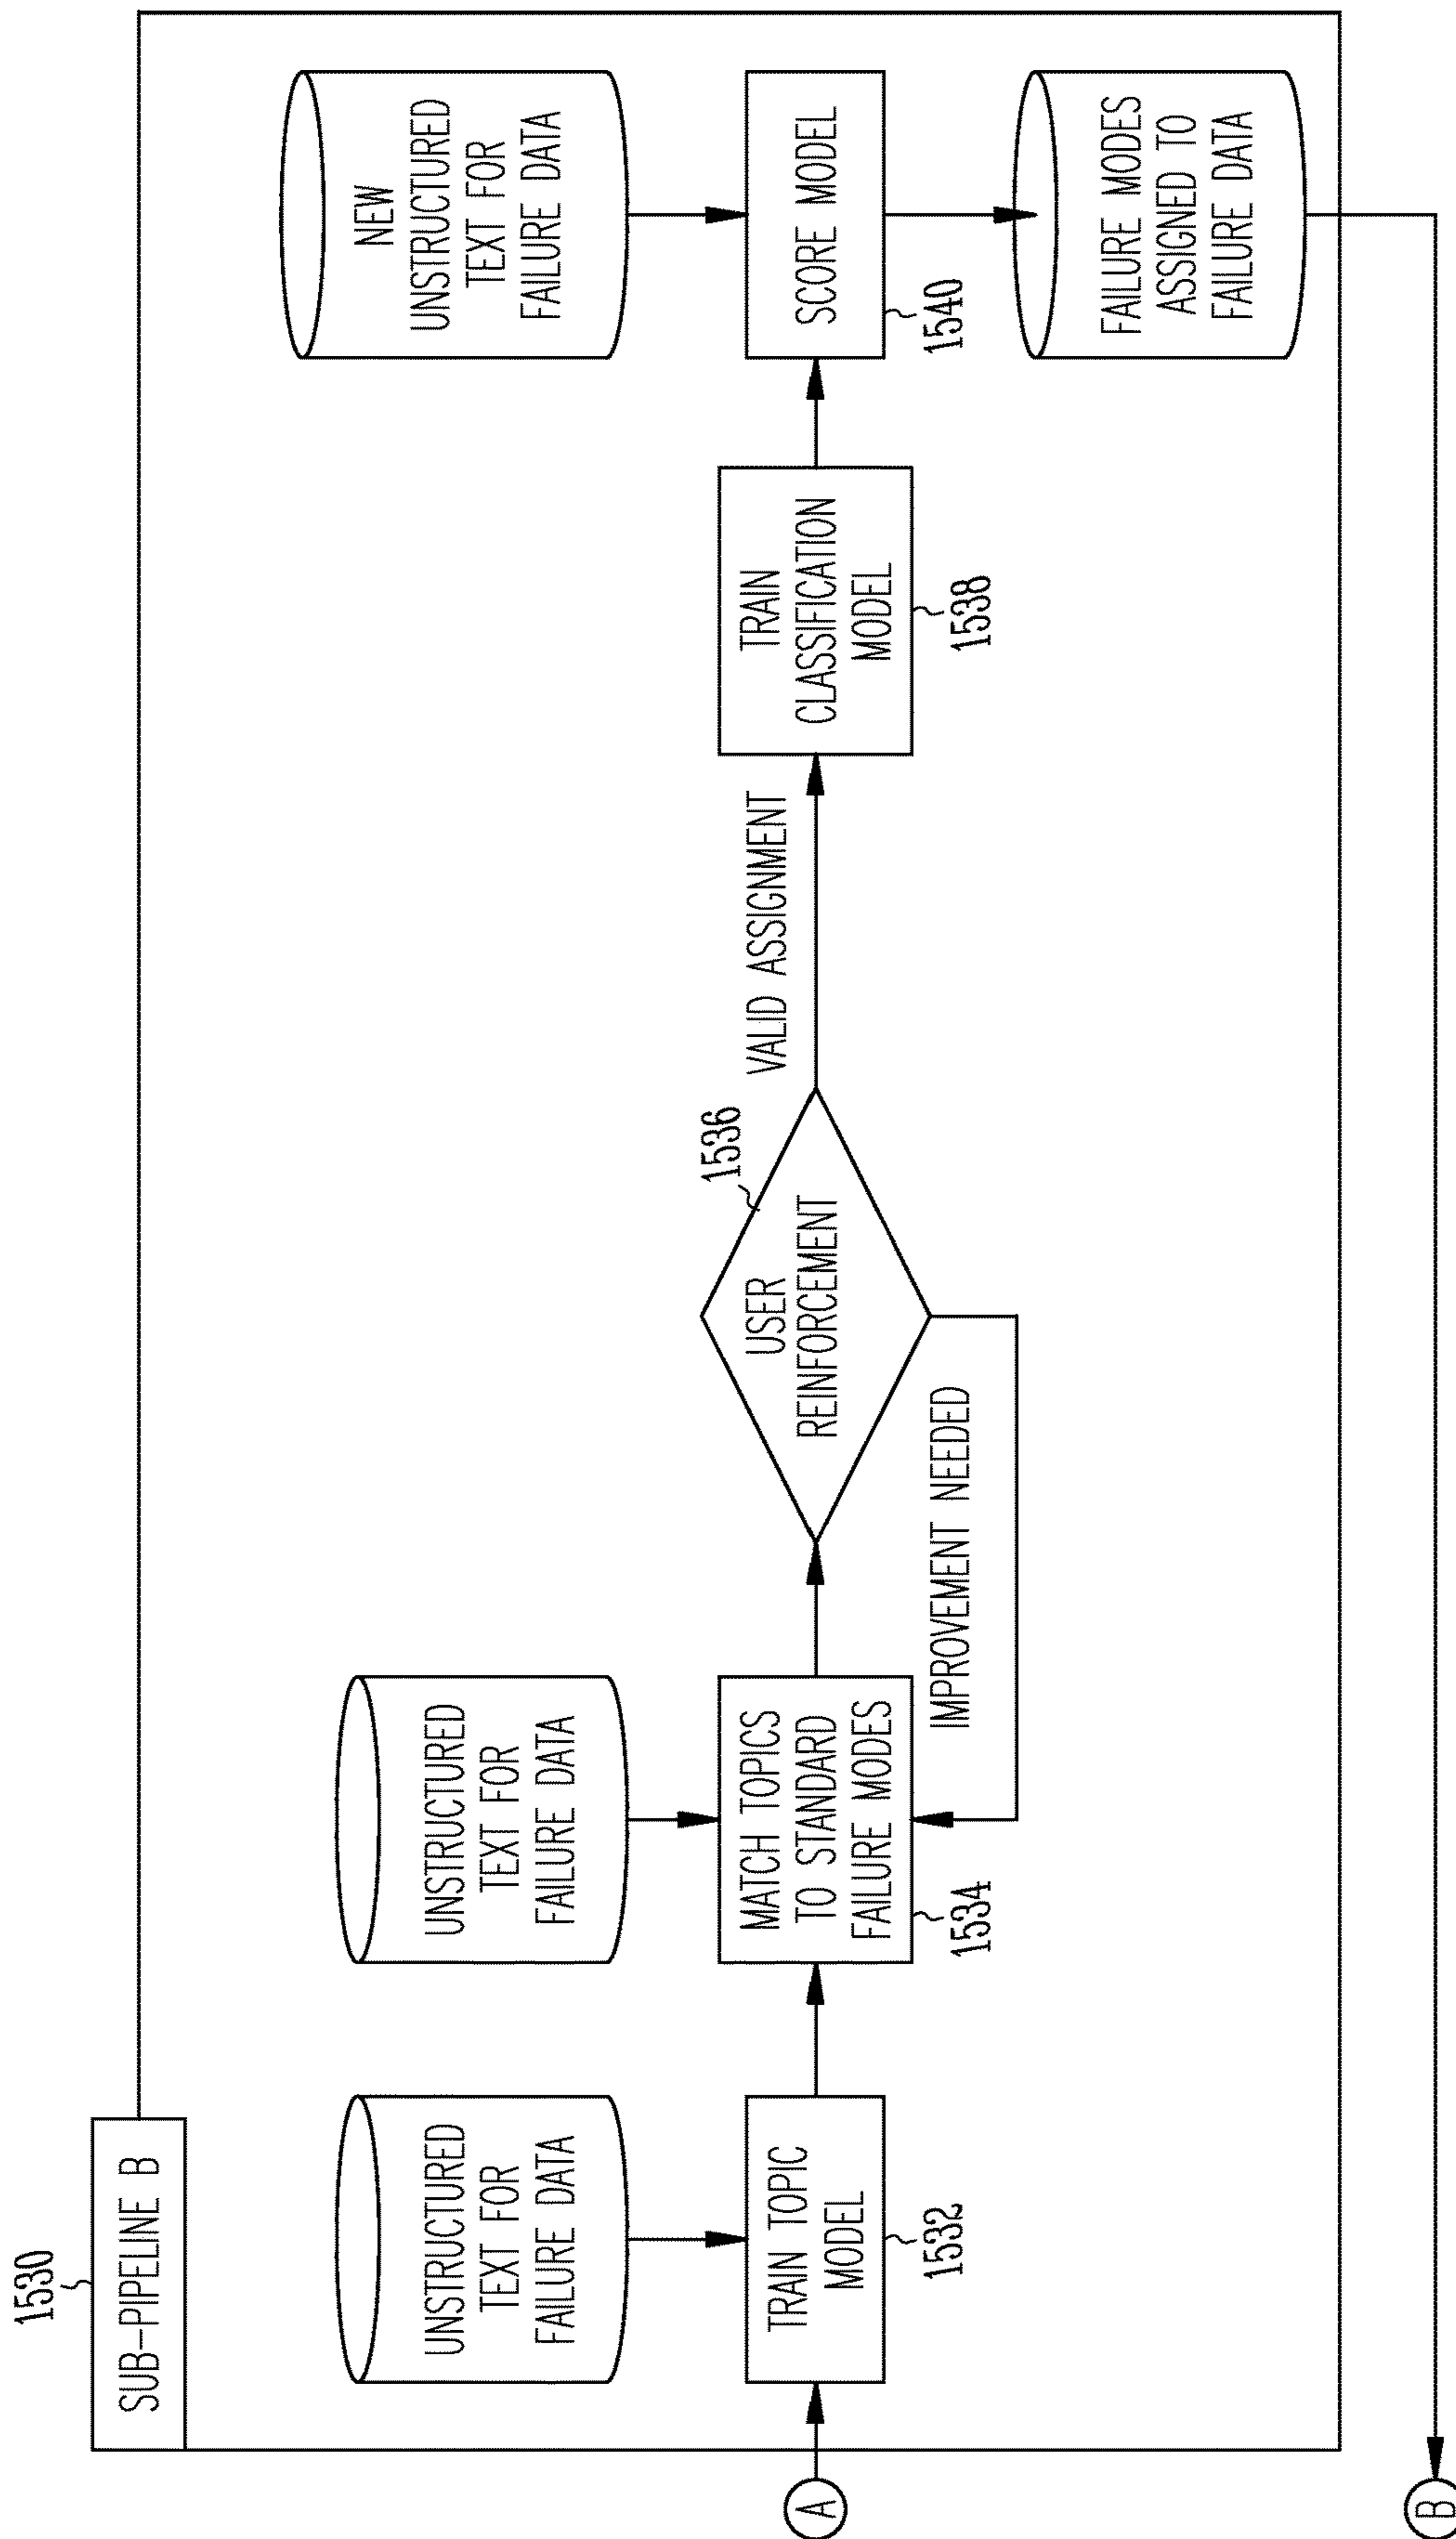 1530
SUB-PIPELINE B
UNSTRUCTURED
TEXT FOR
FAILURE DATA
UNSTRUCTURED
TEXT FOR
FAILURE DATA
NEW
UNSTRUCTURED
TEXT FOR
FAILURE DATA
A
TRAIN TOPIC
MODEL
1532
MATCH TOPICS
TO STANDARD
FAILURE MODES
1534
USER
REINFORCEMENT
1536
IMPROVEMENT NEEDED
VALID ASSIGNMENT
TRAIN
CLASSIFICATION
MODEL
1538
SCORE MODEL
1540
FAILURE MODES
ASSIGNED TO
FAILURE DATA
B